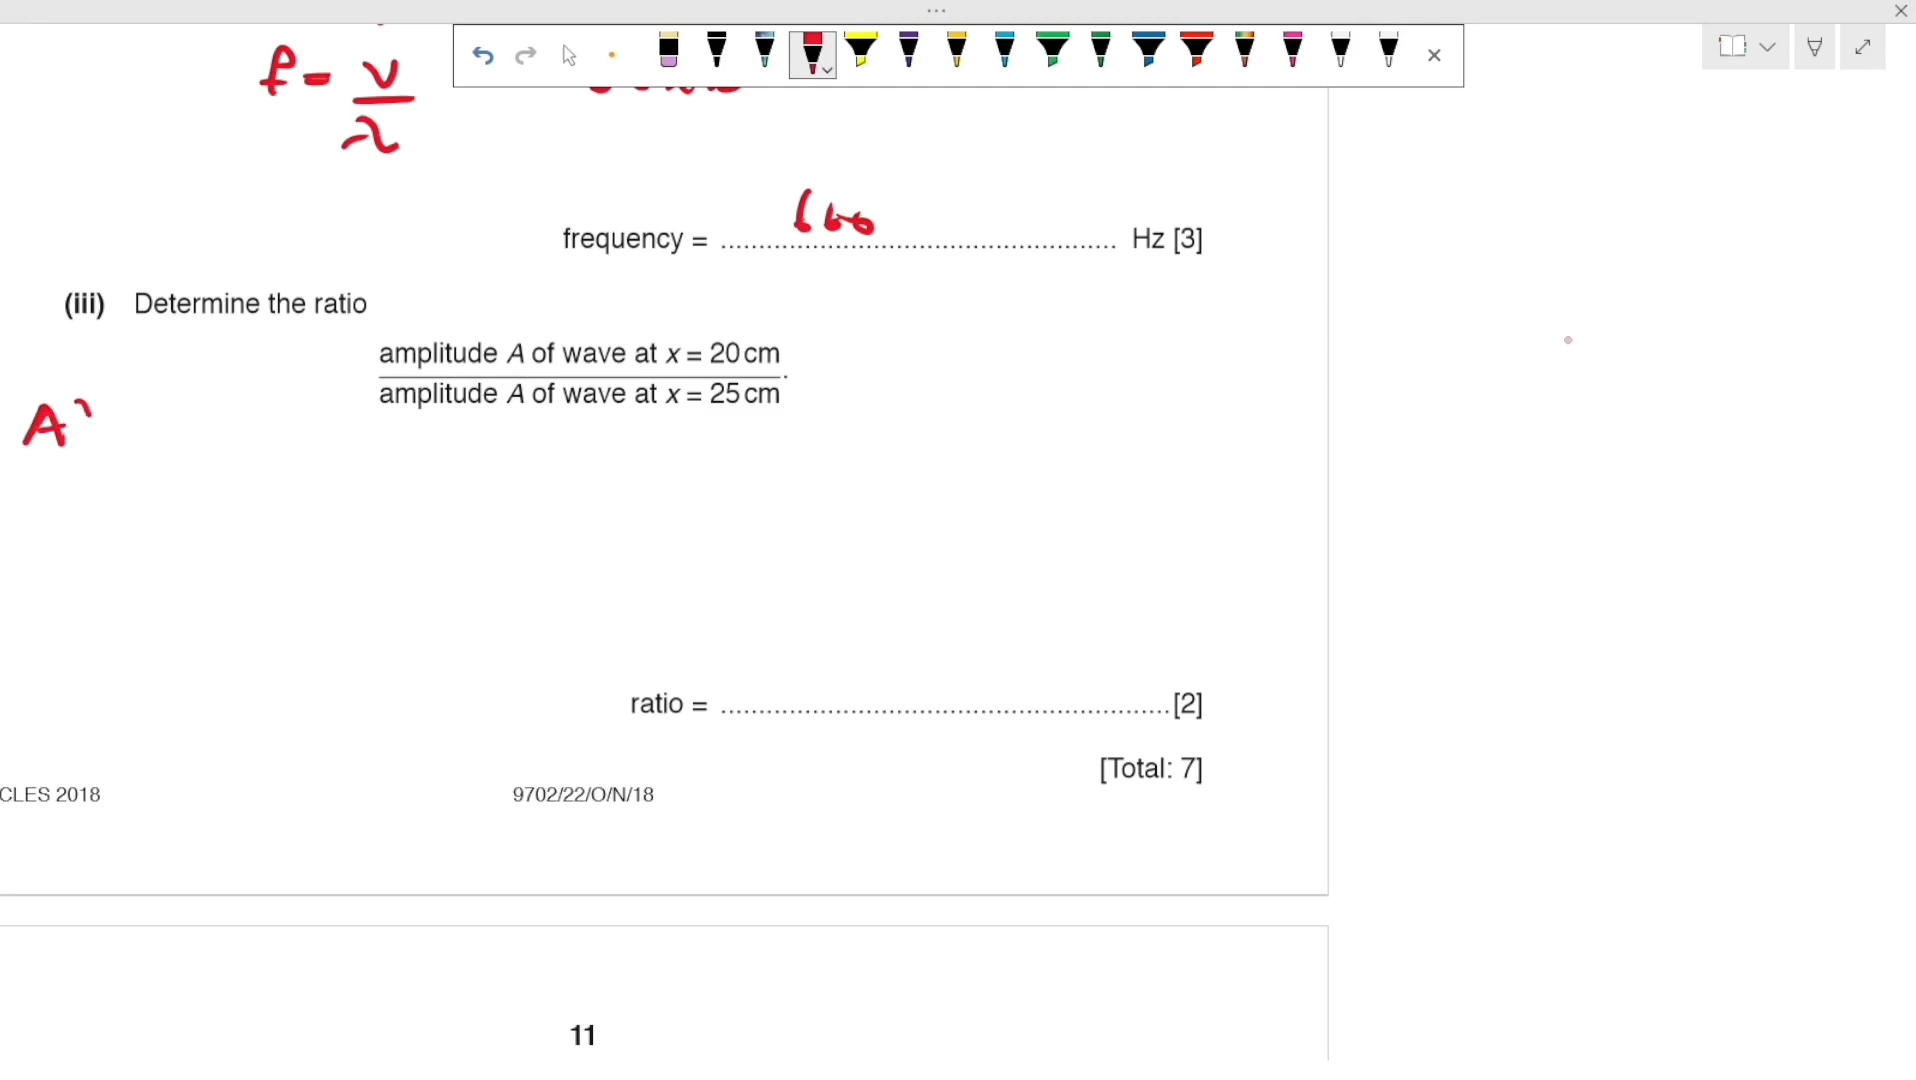 f = v
λ
frequency = ........................................ Hz [3]
600
(iii) Determine the ratio
amplitude A of wave at x = 20 cm
amplitude A of wave at x = 25 cm
.
A
ratio = ........................................ [2]
[Total: 7]
CLES 2018
9702/22/O/N/18
11